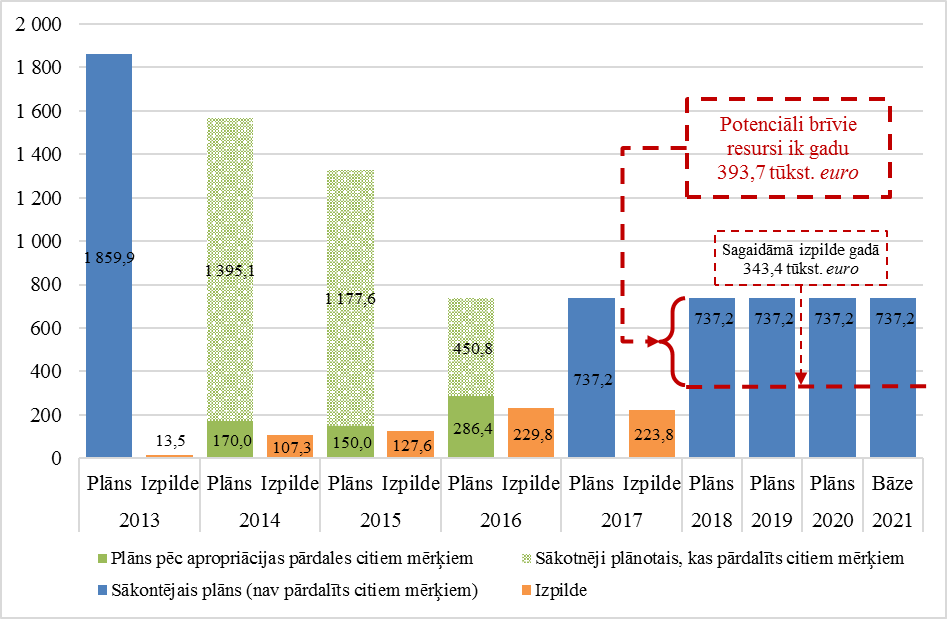 2 000
1 800
1 600
1 400
1 200
1 000
800
600
400
200
0
1 859,9
13,5
1 395,1
170,0
107,3
1 177,6
150,0
127,6
450,8
286,4
229,8
737,2
223,8
737,2
737,2
737,2
737,2
Potenciāli brīvie
resursi ik gadu
393,7 tūkst. euro
Sagaidāmā izpilde gadā
343,4 tūkst. euro
Plāns Izpilde Plāns Izpilde Plāns Izpilde Plāns Izpilde Plāns Izpilde Plāns Plāns Plāns Bāze
2013 2014 2015 2016 2017 2018 2019 2020 2021
Plāns pēc apropriācijas pārdales citiem mērķiem
Sākotnēji plānotais, kas pārdalīts citiem mērķiem
Sākontējais plāns (nav pārdalīts citiem mērķiem)
Izpilde